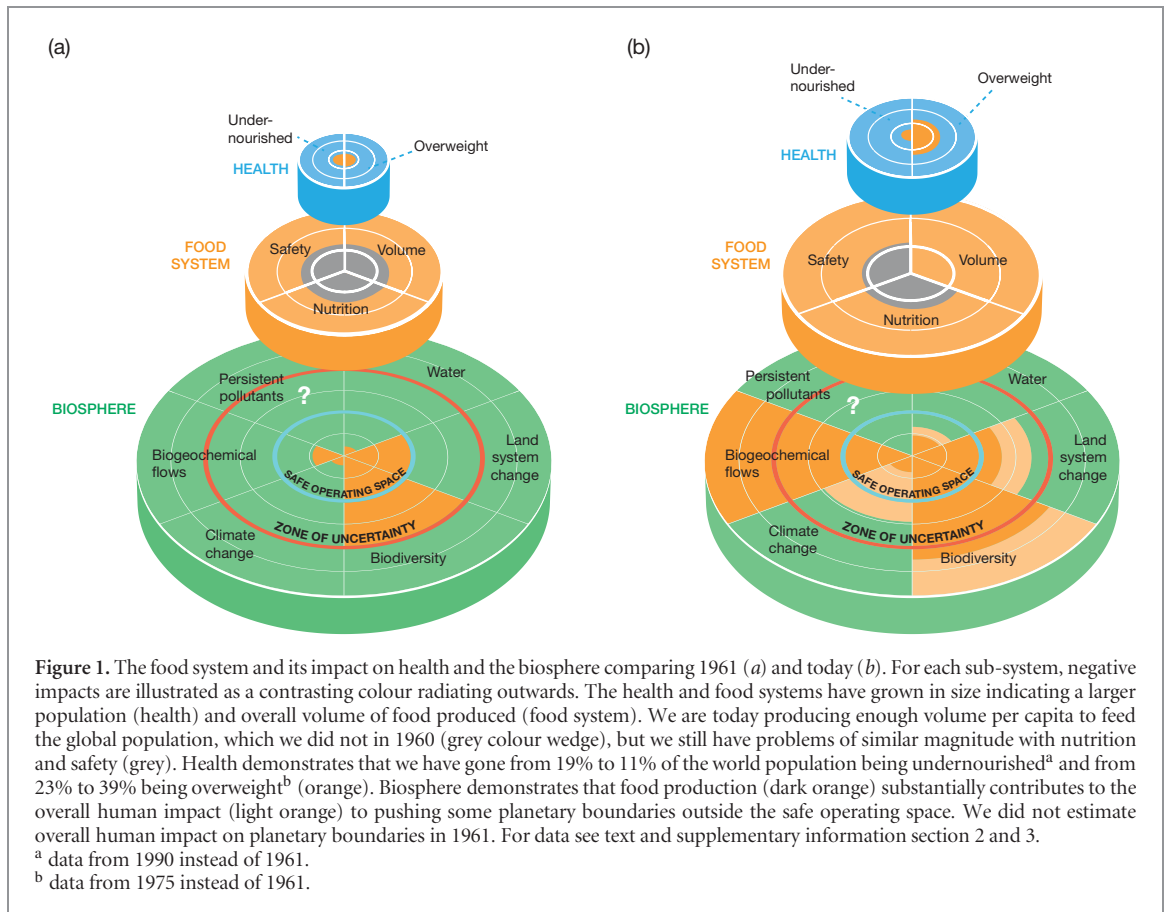 (a)
Under-
nourished
Overweight
HEALTH
FOOD
SYSTEM
Safety
Volume
Nutrition
BIOSPHERE
Persistent
pollutants
?
Water
Biogeochemical
flows
Land
system
change
SAFE OPERATING SPACE
ZONE OF UNCERTAINTY
Climate
change
Biodiversity
(b)
Under-
nourished
Overweight
HEALTH
FOOD
SYSTEM
Safety
Volume
Nutrition
BIOSPHERE
Persistent
pollutants
?
Water
Biogeochemical
flows
Land
system
change
SAFE OPERATING SPACE
ZONE OF UNCERTAINTY
Climate
change
Biodiversity
Figure 1. The food system and its impact on health and the biosphere comparing 1961 (a) and today (b). For each sub-system, negative
impacts are illustrated as a contrasting colour radiating outwards. The health and food systems have grown in size indicating a larger
population (health) and overall volume of food produced (food system). We are today producing enough volume per capita to feed
the global population, which we did not in 1960 (grey colour wedge), but we still have problems of similar magnitude with nutrition
and safety (grey). Health demonstrates that we have gone from 19% to 11% of the world population being undernourishedᵃ and from
23% to 39% being overweightᵇ (orange). Biosphere demonstrates that food production (dark orange) substantially contributes to the
overall human impact (light orange) to pushing some planetary boundaries outside the safe operating space. We did not estimate
overall human impact on planetary boundaries in 1961. For data see text and supplementary information section 2 and 3.
ᵃ data from 1990 instead of 1961.
ᵇ data from 1975 instead of 1961.